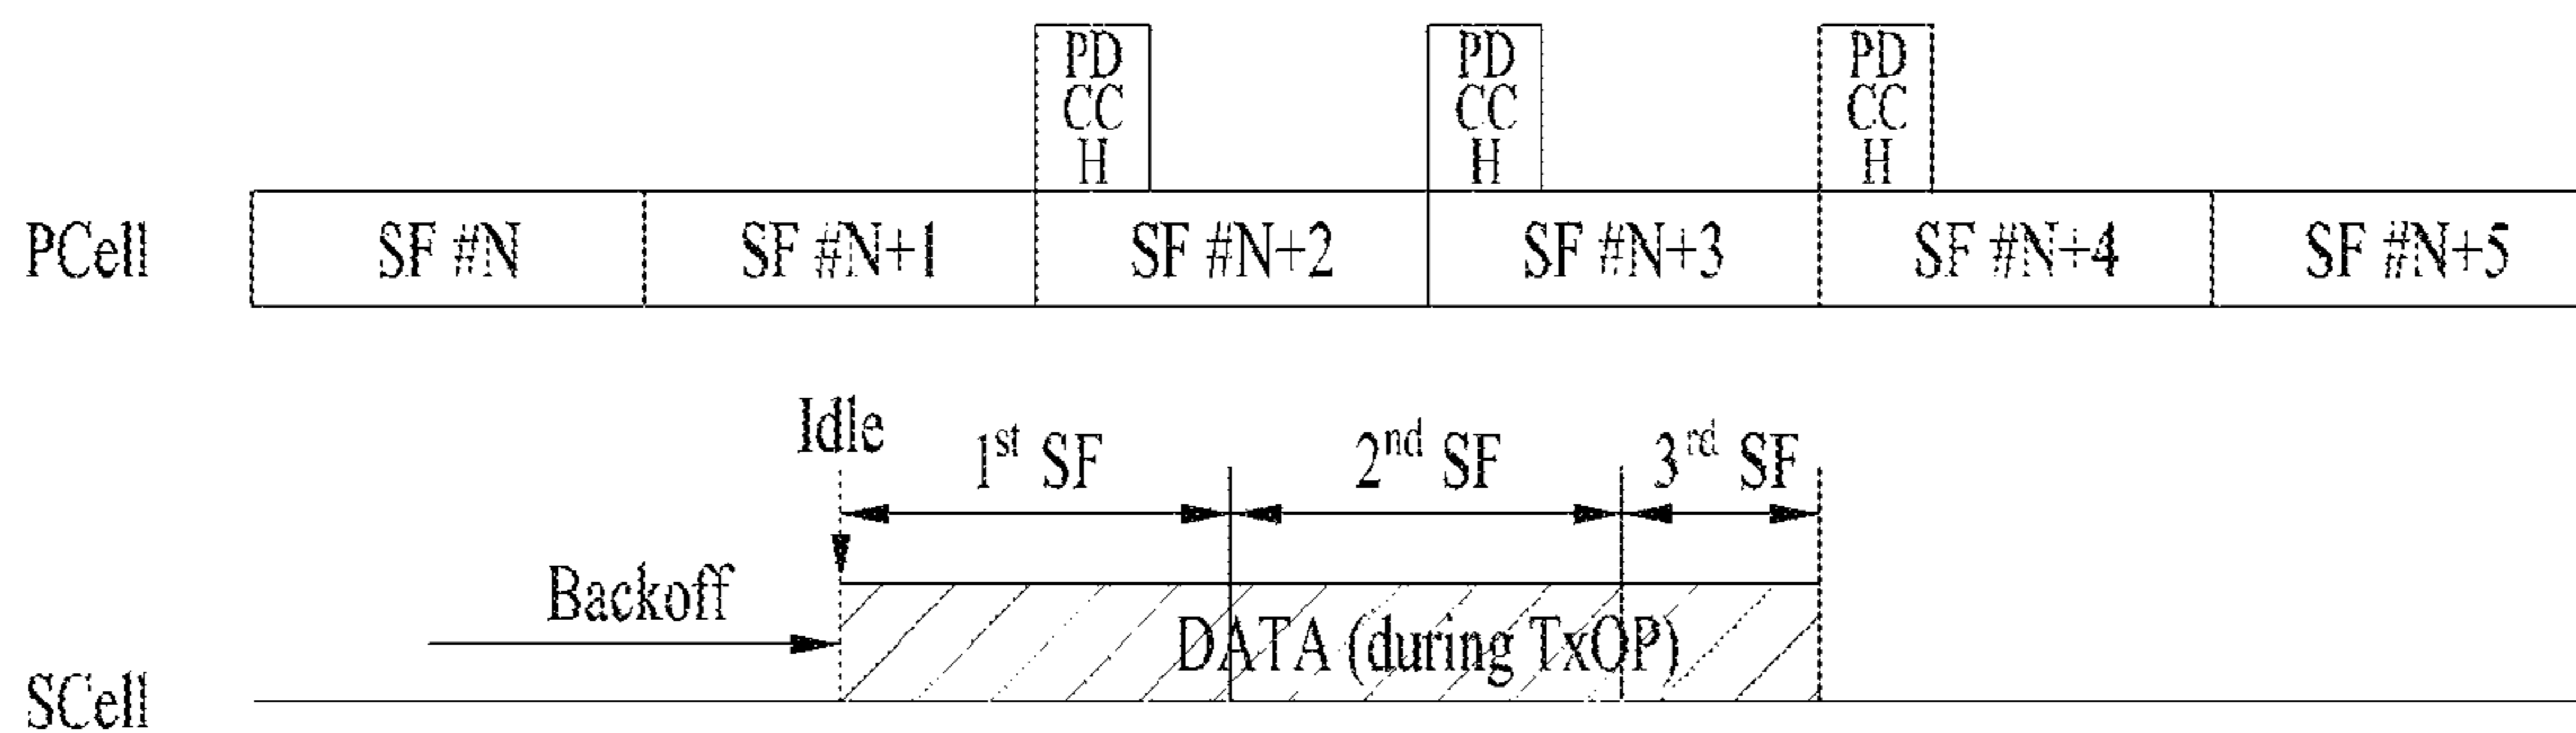 PD
CC
H
PD
CC
H
PD
CC
H
PCell SF #N SF #N+1 SF #N+2 SF #N+3 SF #N+4 SF #N+5
Idle 1st SF 2nd SF 3rd SF
Backoff
DATA (during TxOP)
SCell